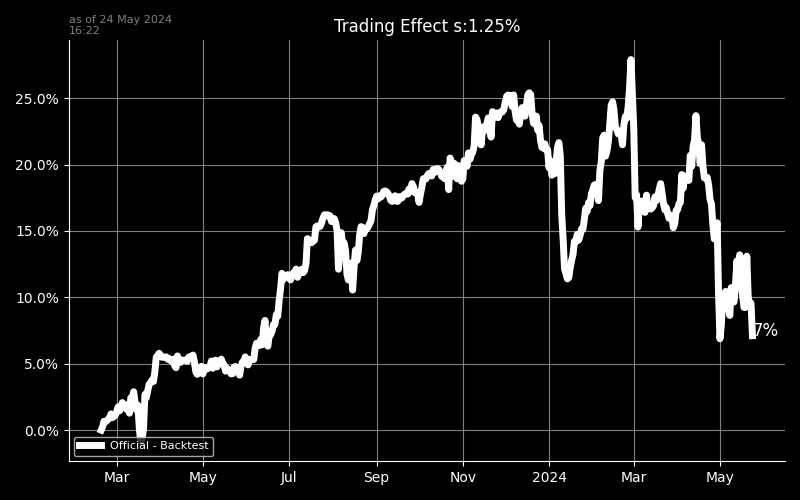 as of 24 May 2024
16:22
Trading Effect s:1.25%
25.0%
20.0%
15.0%
10.0%
5.0%
0.0%
7%
Official - Backtest
Mar May Jul Sep Nov 2024 Mar May